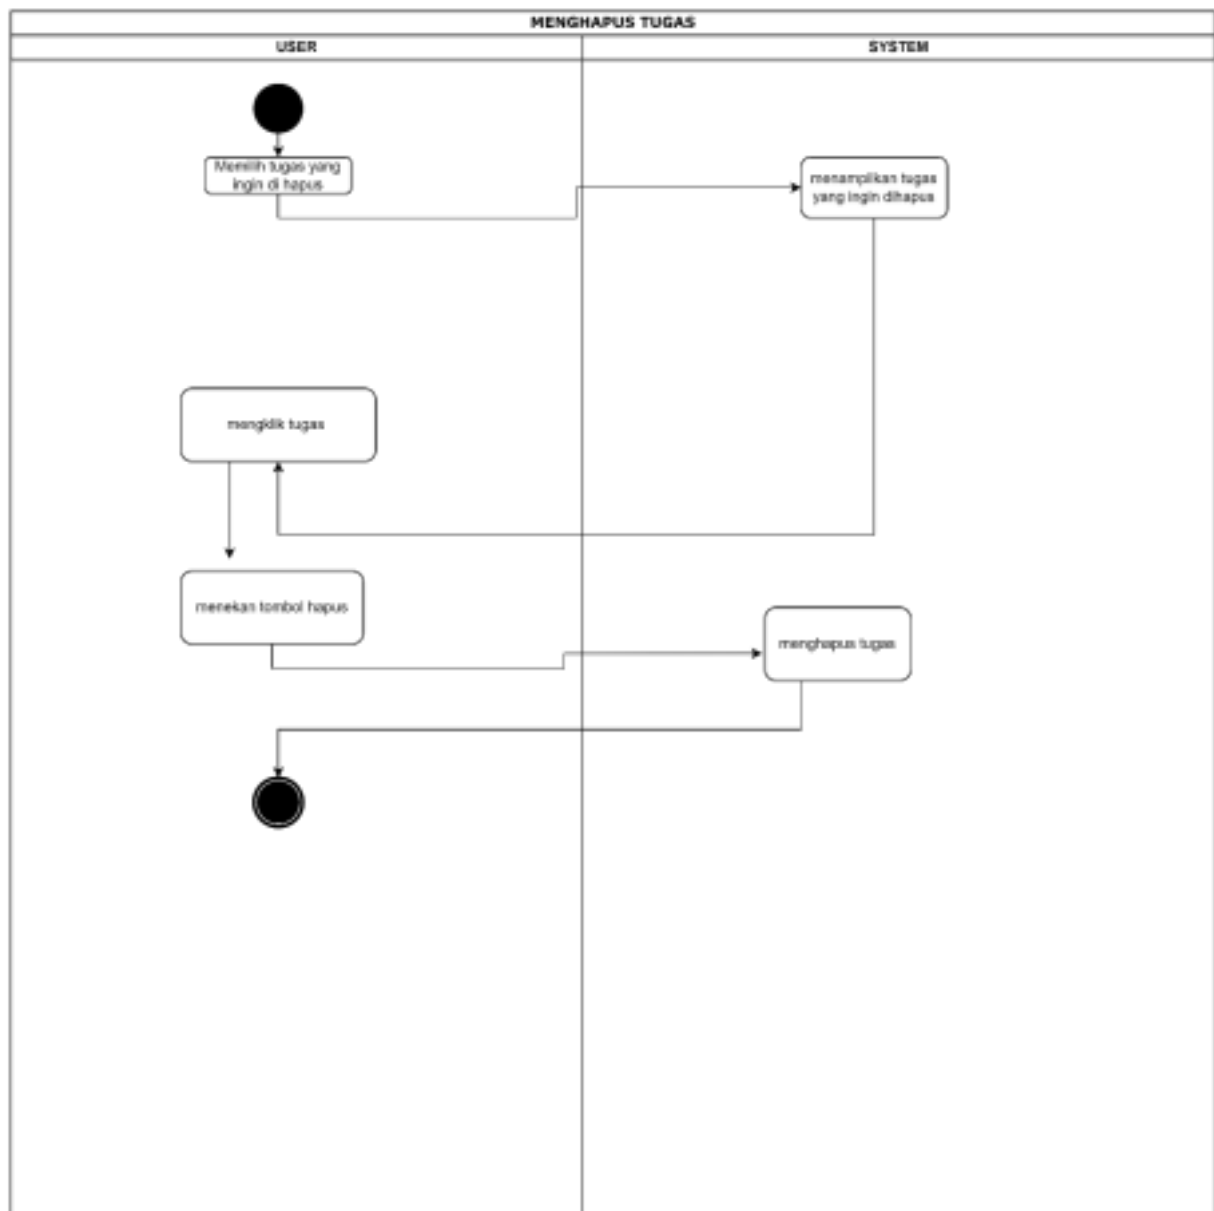 MENGHAPUS TUGAS
USER
SYSTEM
Memilih tugas yang
ingin di hapus
menamplikan tugas
yang ingin dihapus
mengklik tugas
menekan tombol hapus
menghapus tugas